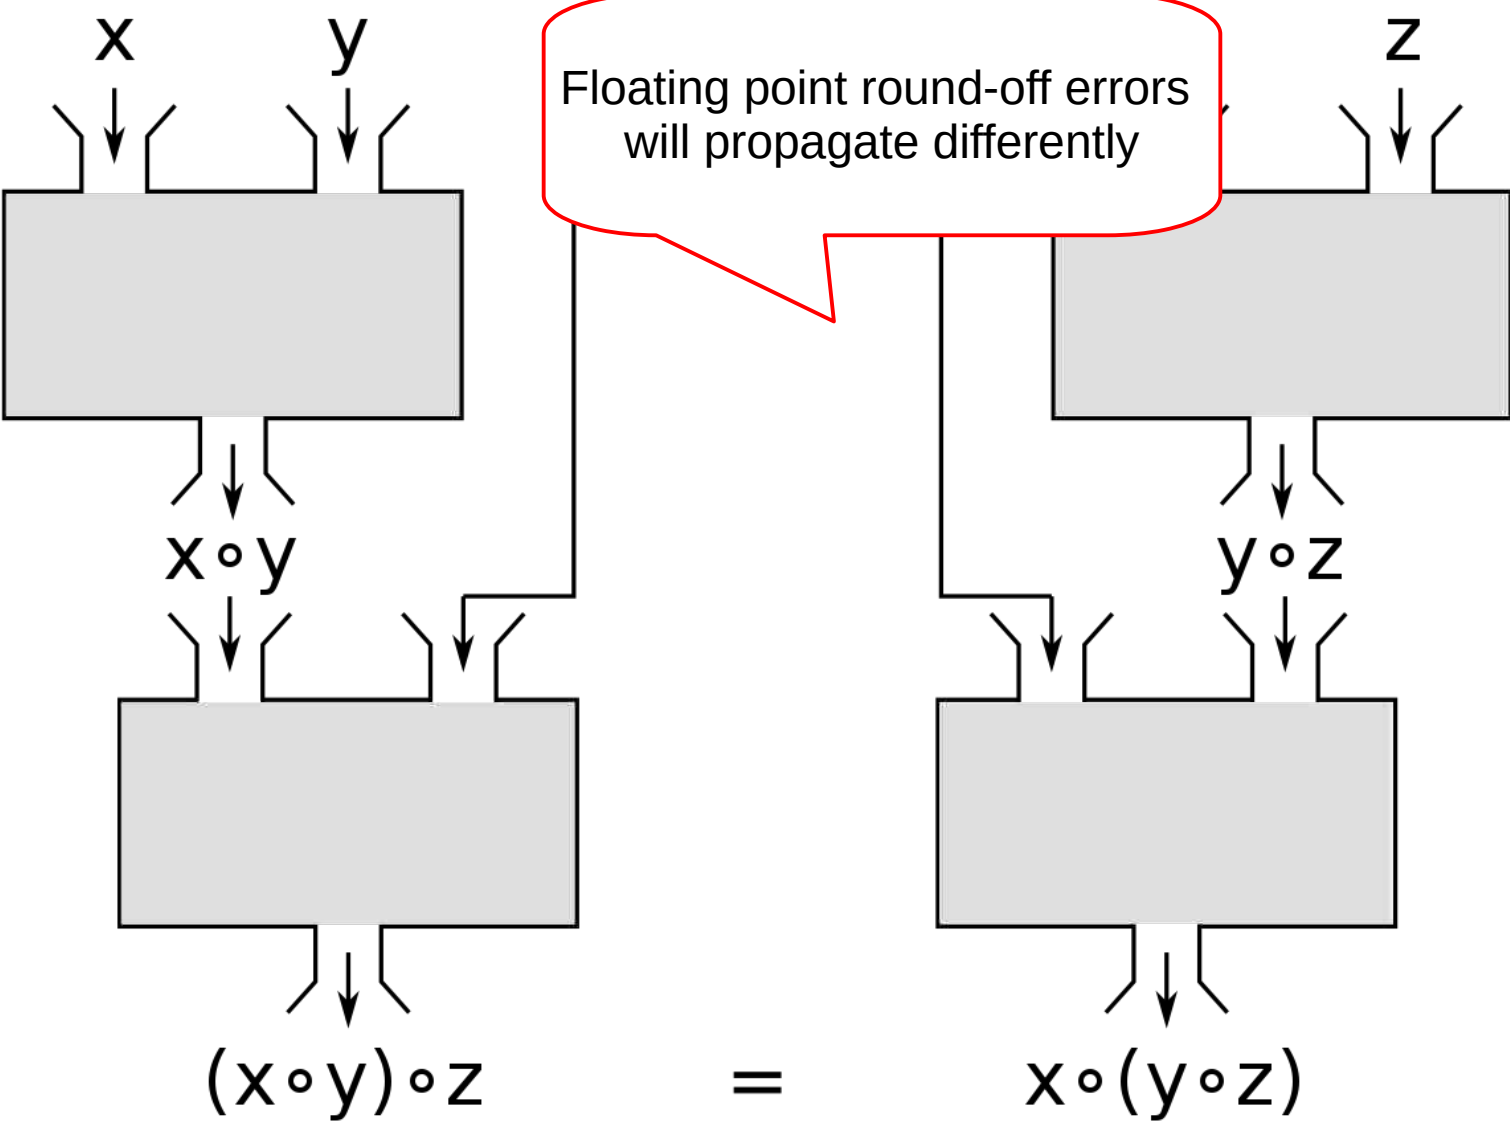 x y z
Floating point round-off errors
will propagate differently
x∘y y∘z
(x∘y)∘z = x∘(y∘z)